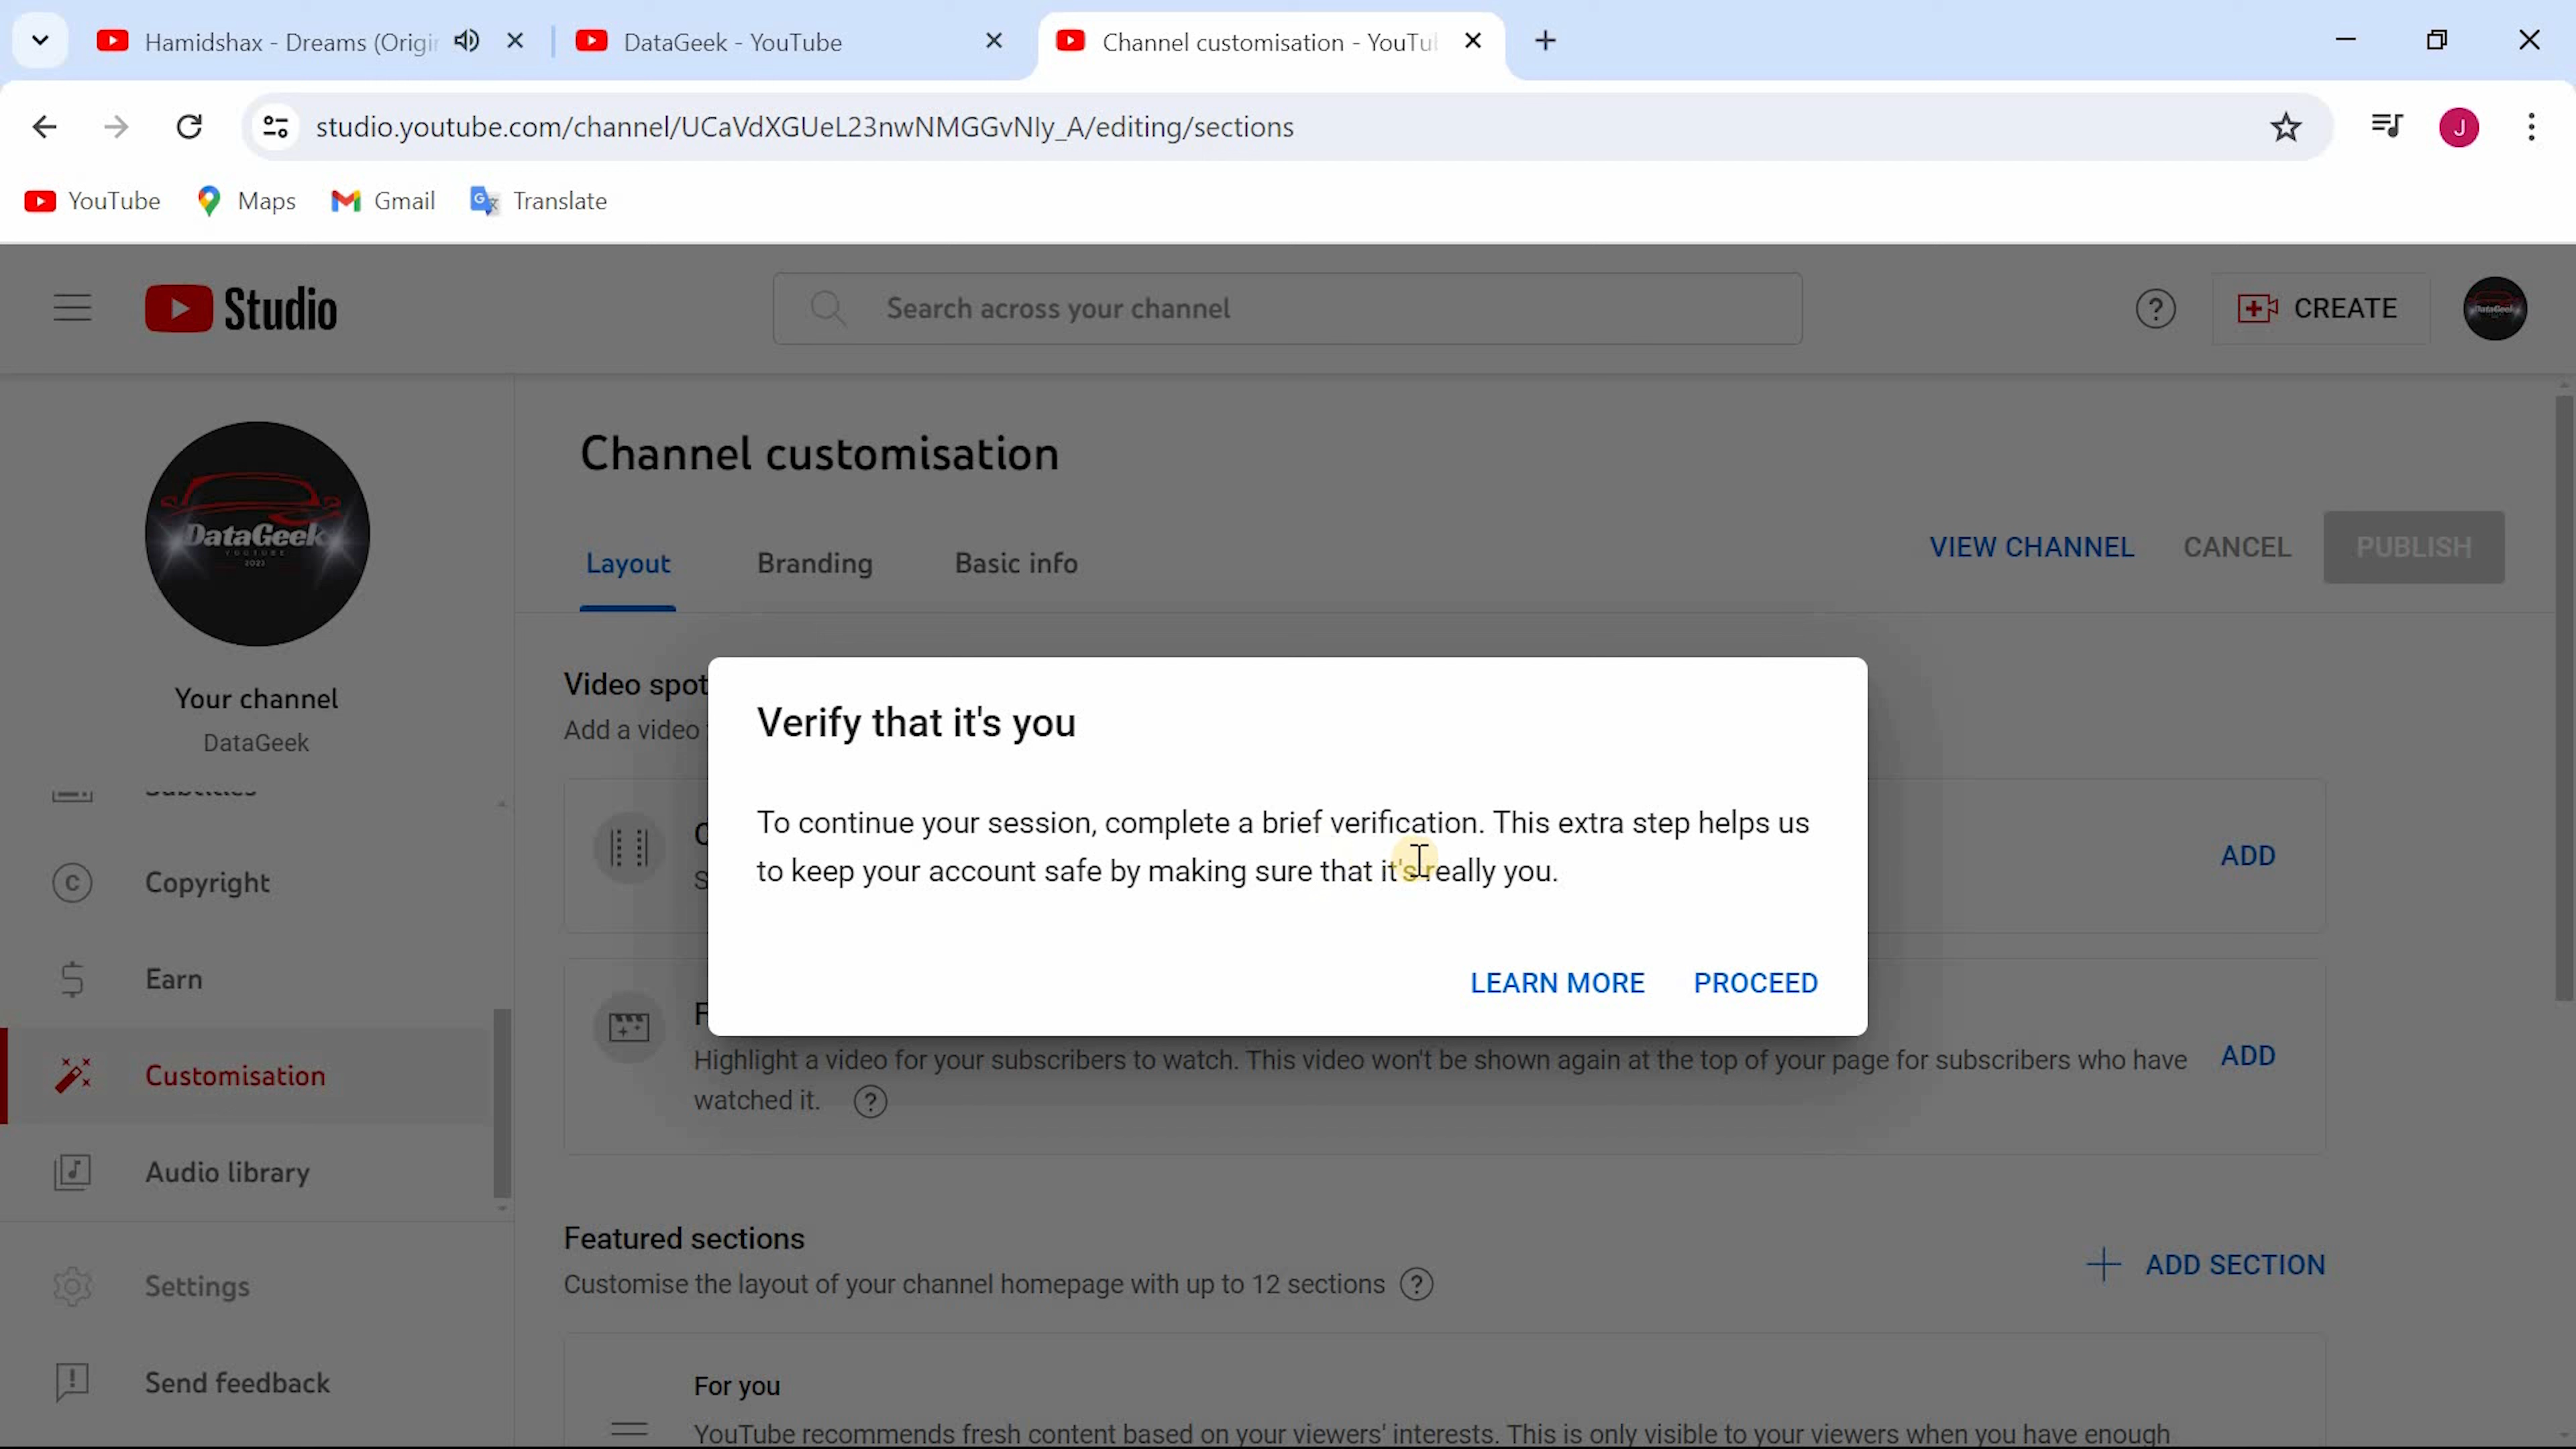 Hamidshax - Dreams (Origin
DataGeek - YouTube
Channel customisation - YouTu
studio.youtube.com/channel/UCaVdXGUeL23nwNMGGvNIy_A/editing/sections
J
YouTube
Maps
Gmail
Translate
Studio
Search across your channel
CREATE
DataGeek
YOUTUBE
2021
Your channel
DataGeek
Subtitles
Copyright
Earn
Customisation
Audio library
Settings
Send feedback
Channel customisation
Layout
Branding
Basic info
VIEW CHANNEL
CANCEL
PUBLISH
Video spot
Add a video
ADD
Verify that it's you
To continue your session, complete a brief verification. This extra step helps us
to keep your account safe by making sure that it's really you.
LEARN MORE
PROCEED
Highlight a video for your subscribers to watch. This video won't be shown again at the top of your page for subscribers who have
watched it.
ADD
Featured sections
Customise the layout of your channel homepage with up to 12 sections
ADD SECTION
For you
YouTube recommends fresh content based on your viewers' interests. This is only visible to your viewers when you have enough